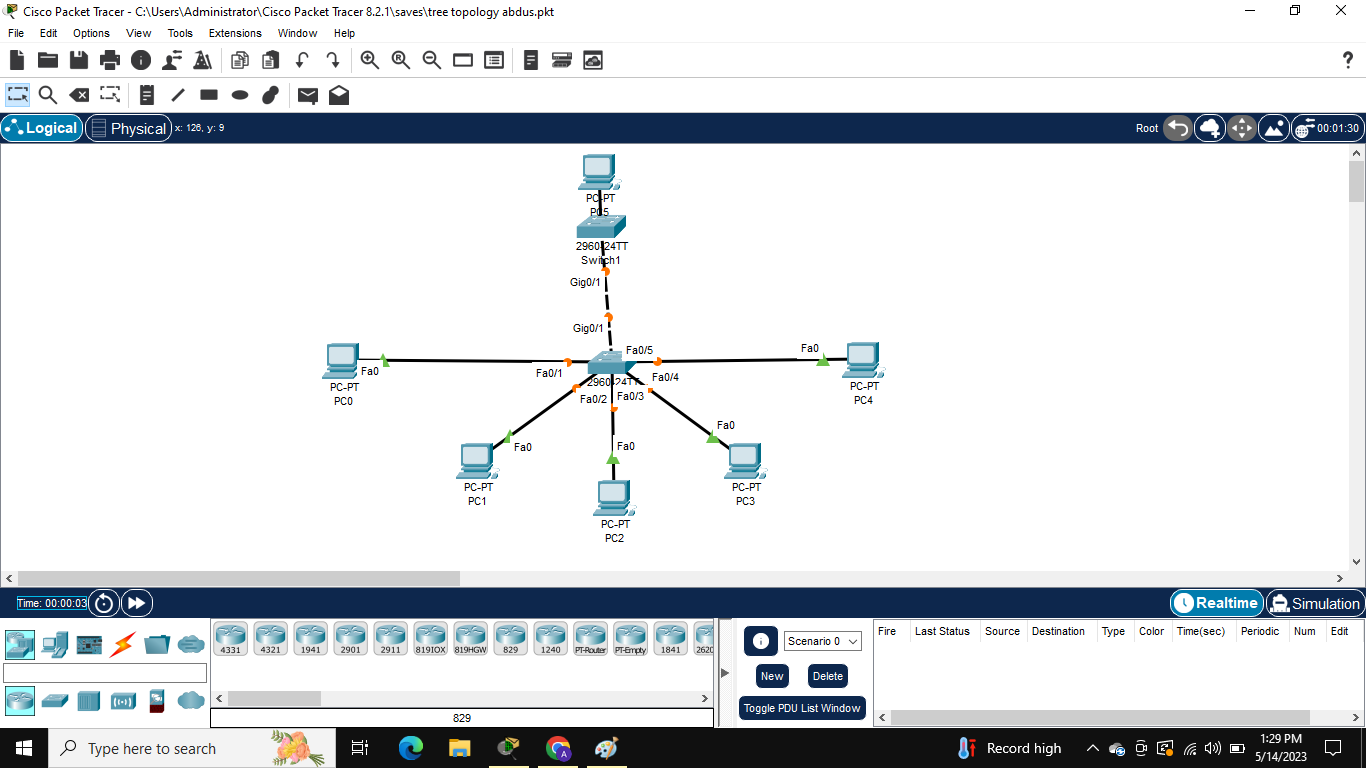 Cisco Packet Tracer - C:\Users\Administrator\Cisco Packet Tracer 8.2.1\saves\tree topology abdus.pkt
File Edit Options View Tools Extensions Window Help
Logical Physical x: 126, y: 9 Root 00:01:30
PC-PT
PC5
2960-24TT
Switch1
Gig0/1
Gig0/1
Fa0/5
Fa0
Fa0
Fa0/1
Fa0/4
PC-PT
PC0
2960-24TT
PC-PT
PC4
Fa0/2
Fa0/3
Fa0
Fa0
Fa0
PC-PT
PC1
PC-PT
PC3
PC-PT
PC2
Time: 00:00:03 Realtime Simulation
4331 4321 1941 2901 2911 819IOX 819HGW 829 1240 PT-Router PT-Empty 1841 2620
829
Scenario 0
New Delete
Toggle PDU List Window
Fire Last Status Source Destination Type Color Time(sec) Periodic Num Edit
Type here to search
Record high
1:29 PM
5/14/2023